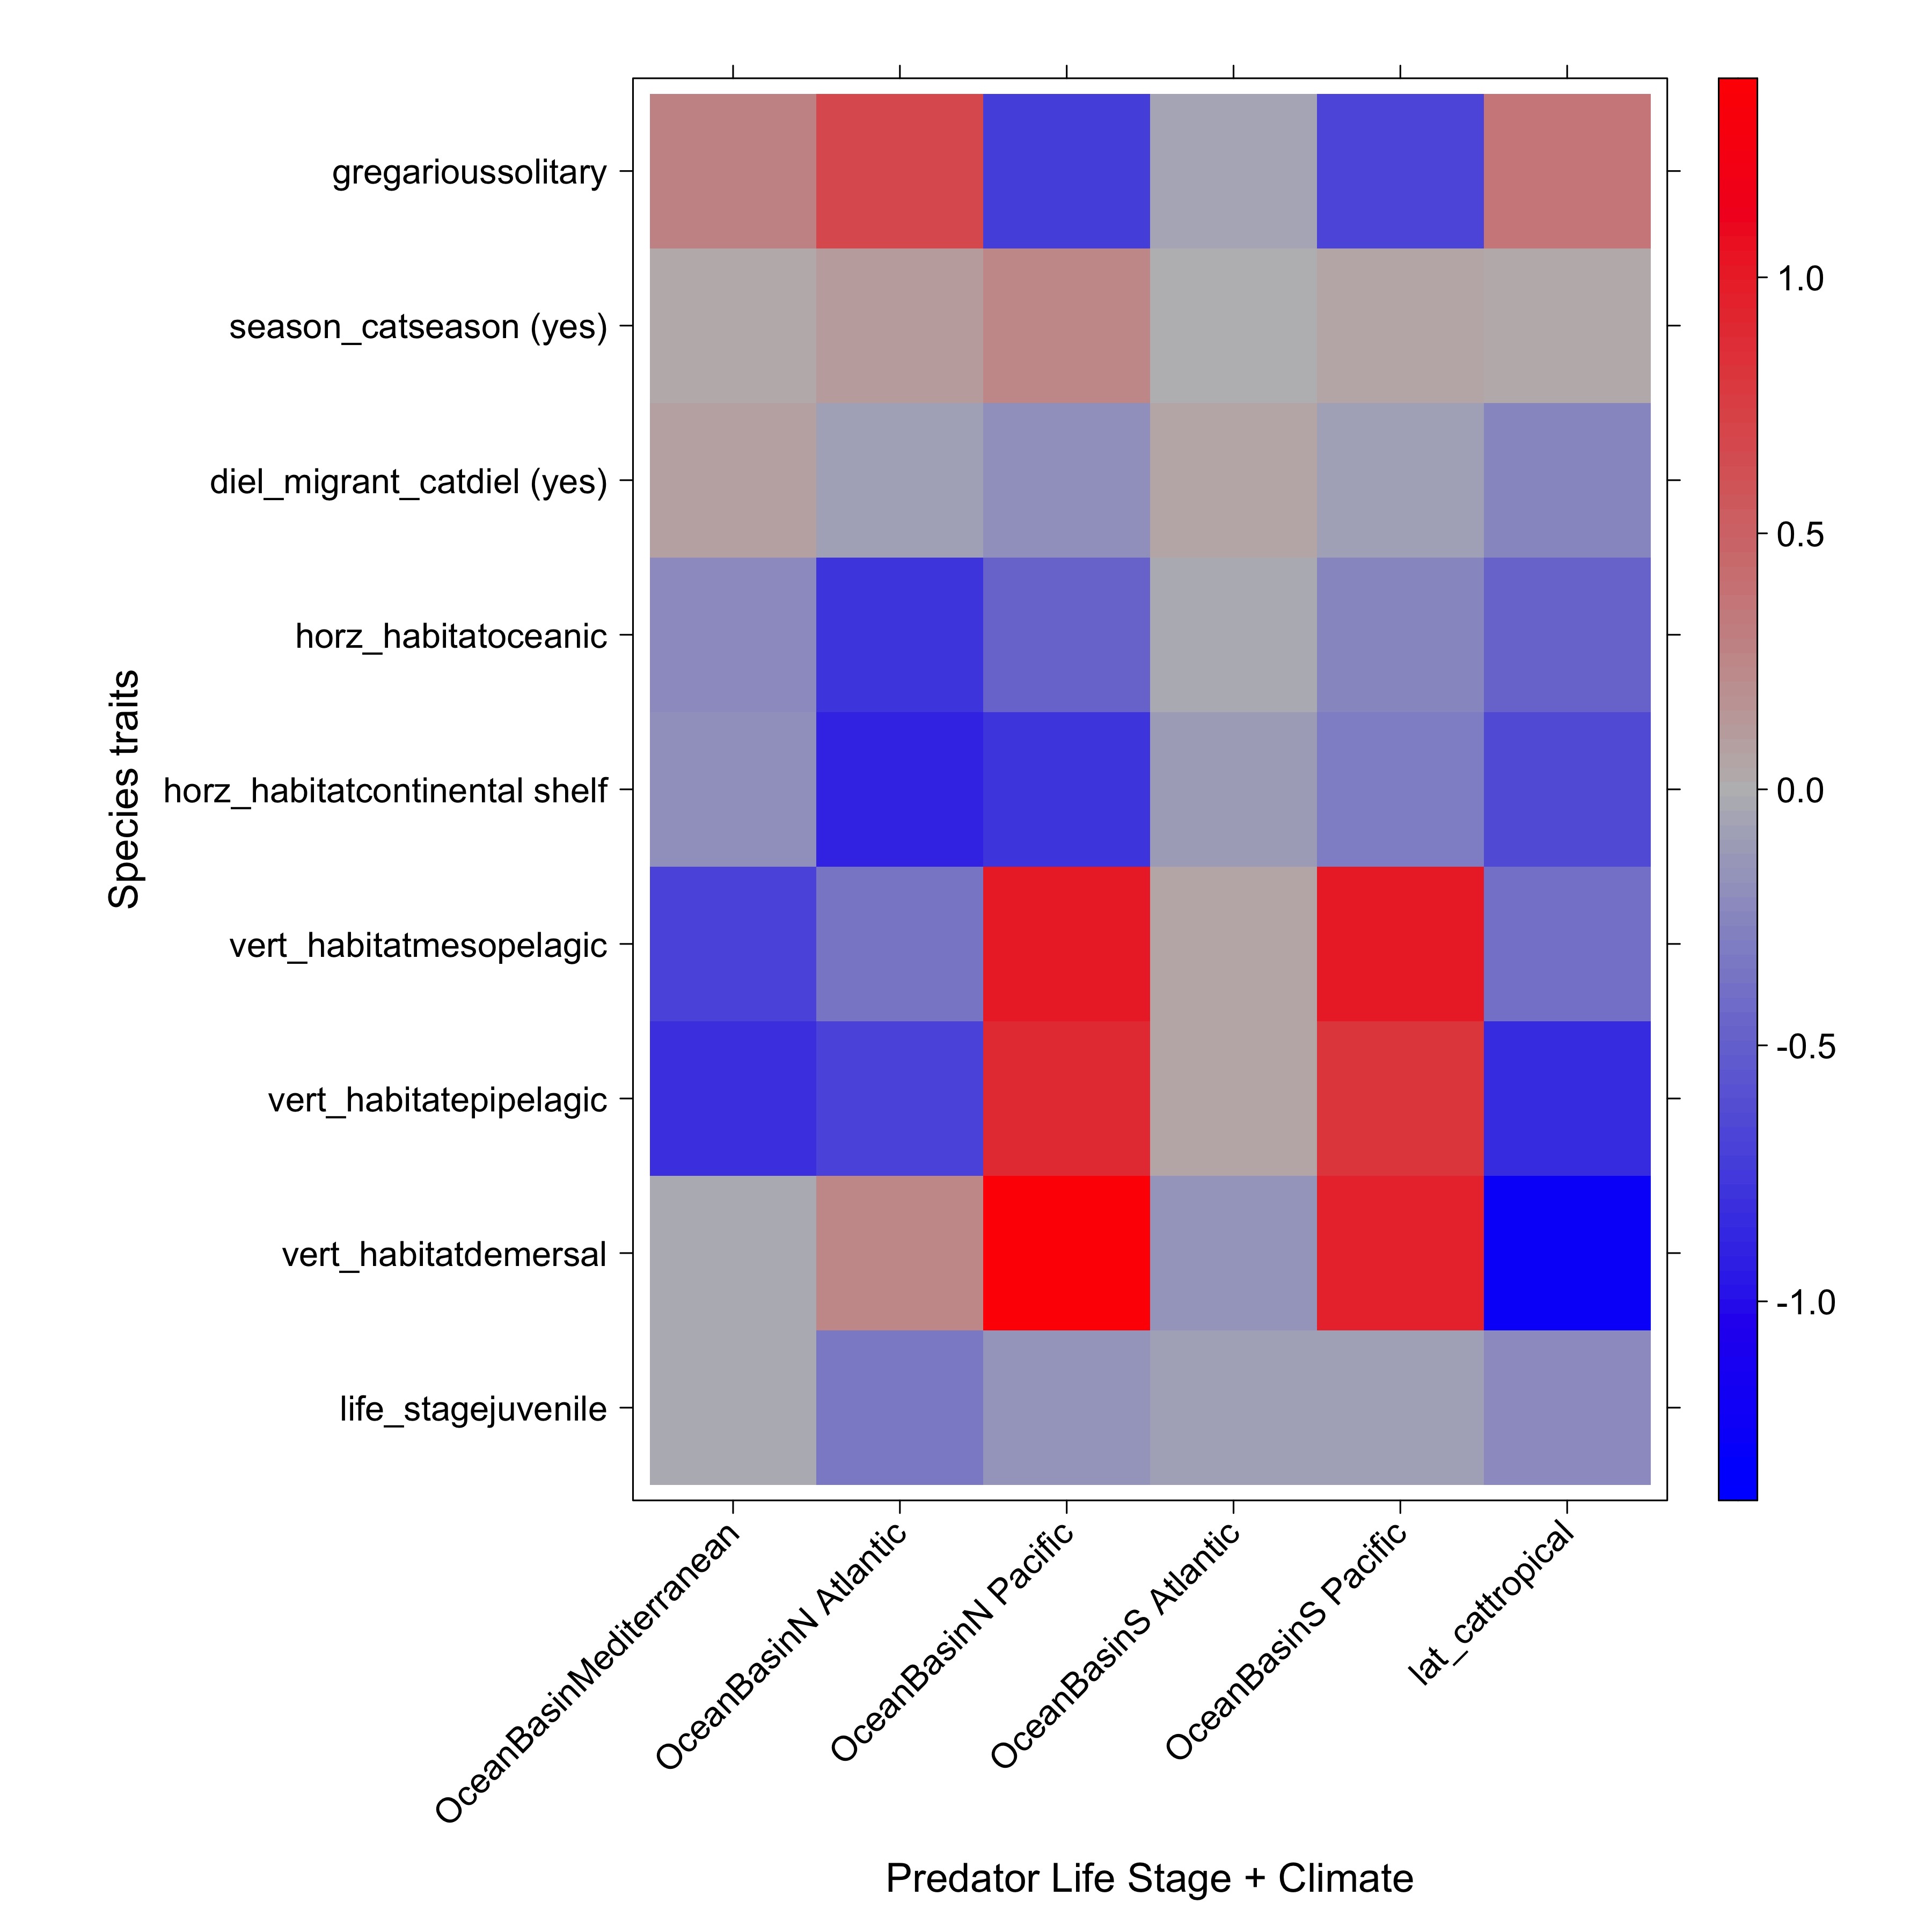 gregarioussolitary
season_catseason (yes)
diel_migrant_catdiel (yes)
horz_habitatoceanic
horz_habitatcontinental shelf
vert_habitatmesopelagic
vert_habitatepipelagic
vert_habitatdemersal
life_stagejuvenile
Species traits
OceanBasinMediterranean
OceanBasinN Atlantic
OceanBasinN Pacific
OceanBasinS Atlantic
OceanBasinS Pacific
lat_cattropical
Predator Life Stage + Climate
1.0
0.5
0.0
-0.5
-1.0